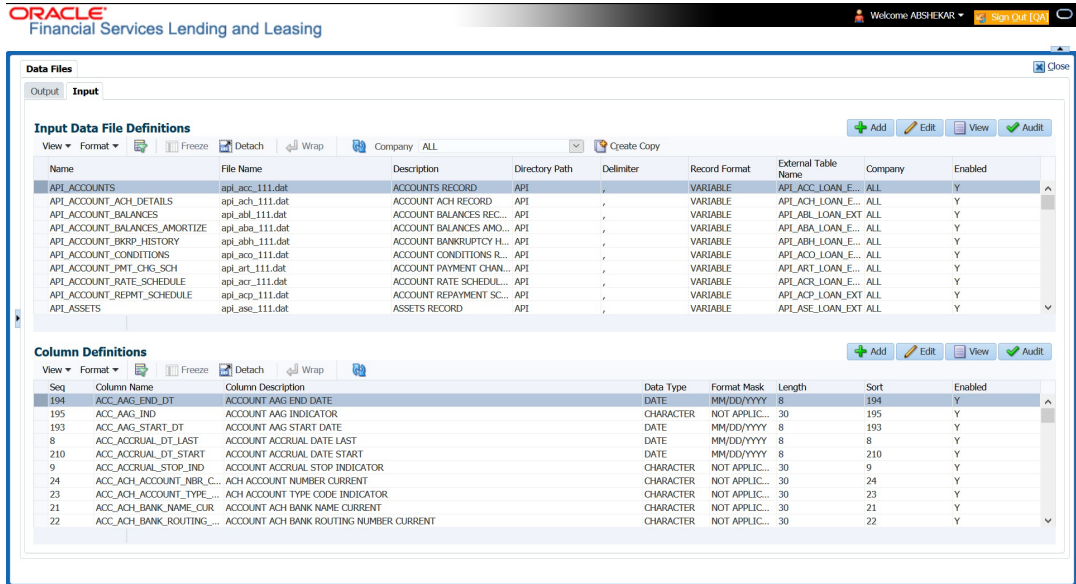 ORACLE®
Financial Services Lending and Leasing
Welcome ABSHEKAR
Sign Out [QA]
Data Files
Close
Output Input
Input Data File Definitions
Add Edit View Audit
View Format Freeze Detach Wrap Company ALL Create Copy
Name File Name Description Directory Path Delimiter Record Format External Table Name Company Enabled
API_ACCOUNTS api_acc_111.dat ACCOUNTS RECORD API , VARIABLE API_ACC_LOAN_E... ALL Y
API_ACCOUNT_ACH_DETAILS api_ach_111.dat ACCOUNT ACH RECORD API , VARIABLE API_ACH_LOAN_E... ALL Y
API_ACCOUNT_BALANCES api_abl_111.dat ACCOUNT BALANCES REC... API , VARIABLE API_ABL_LOAN_EXT ALL Y
API_ACCOUNT_BALANCES_AMORTIZE api_aba_111.dat ACCOUNT BALANCES AMO... API , VARIABLE API_ABA_LOAN_E... ALL Y
API_ACCOUNT_BKRP_HISTORY api_abh_111.dat ACCOUNT BANKRUPTCY H... API , VARIABLE API_ABH_LOAN_E... ALL Y
API_ACCOUNT_CONDITIONS api_aco_111.dat ACCOUNT CONDITIONS R... API , VARIABLE API_ACO_LOAN_E... ALL Y
API_ACCOUNT_PMT_CHG_SCH api_art_111.dat ACCOUNT PAYMENT CHAN... API , VARIABLE API_ART_LOAN_E... ALL Y
API_ACCOUNT_RATE_SCHEDULE api_acr_111.dat ACCOUNT RATE SCHEDUL... API , VARIABLE API_ACR_LOAN_E... ALL Y
API_ACCOUNT_REPMT_SCHEDULE api_acp_111.dat ACCOUNT REPAYMENT SC... API , VARIABLE API_ACP_LOAN_EXT ALL Y
API_ASSETS api_ase_111.dat ASSETS RECORD API , VARIABLE API_ASE_LOAN_EXT ALL Y
Column Definitions
Add Edit View Audit
View Format Freeze Detach Wrap
Seq Column Name Column Description Data Type Format Mask Length Sort Enabled
194 ACC_AAG_END_DT ACCOUNT AAG END DATE DATE MM/DD/YYYY 8 194 Y
195 ACC_AAG_IND ACCOUNT AAG INDICATOR CHARACTER NOT APPLIC... 30 195 Y
193 ACC_AAG_START_DT ACCOUNT AAG START DATE DATE MM/DD/YYYY 8 193 Y
8 ACC_ACCRUAL_DT_LAST ACCOUNT ACCRUAL DATE LAST DATE MM/DD/YYYY 8 8 Y
210 ACC_ACCRUAL_DT_START ACCOUNT ACCRUAL DATE START DATE MM/DD/YYYY 8 210 Y
9 ACC_ACCRUAL_STOP_IND ACCOUNT ACCRUAL STOP INDICATOR CHARACTER NOT APPLIC... 30 9 Y
24 ACC_ACH_ACCOUNT_NBR_C... ACH ACCOUNT NUMBER CURRENT CHARACTER NOT APPLIC... 30 24 Y
23 ACC_ACH_ACCOUNT_TYPE_... ACH ACCOUNT TYPE CODE INDICATOR CHARACTER NOT APPLIC... 30 23 Y
21 ACC_ACH_BANK_NAME_CUR ACCOUNT ACH BANK NAME CURRENT CHARACTER NOT APPLIC... 30 21 Y
22 ACC_ACH_BANK_ROUTING_... ACCOUNT ACH BANK ROUTING NUMBER CURRENT CHARACTER NOT APPLIC... 30 22 Y